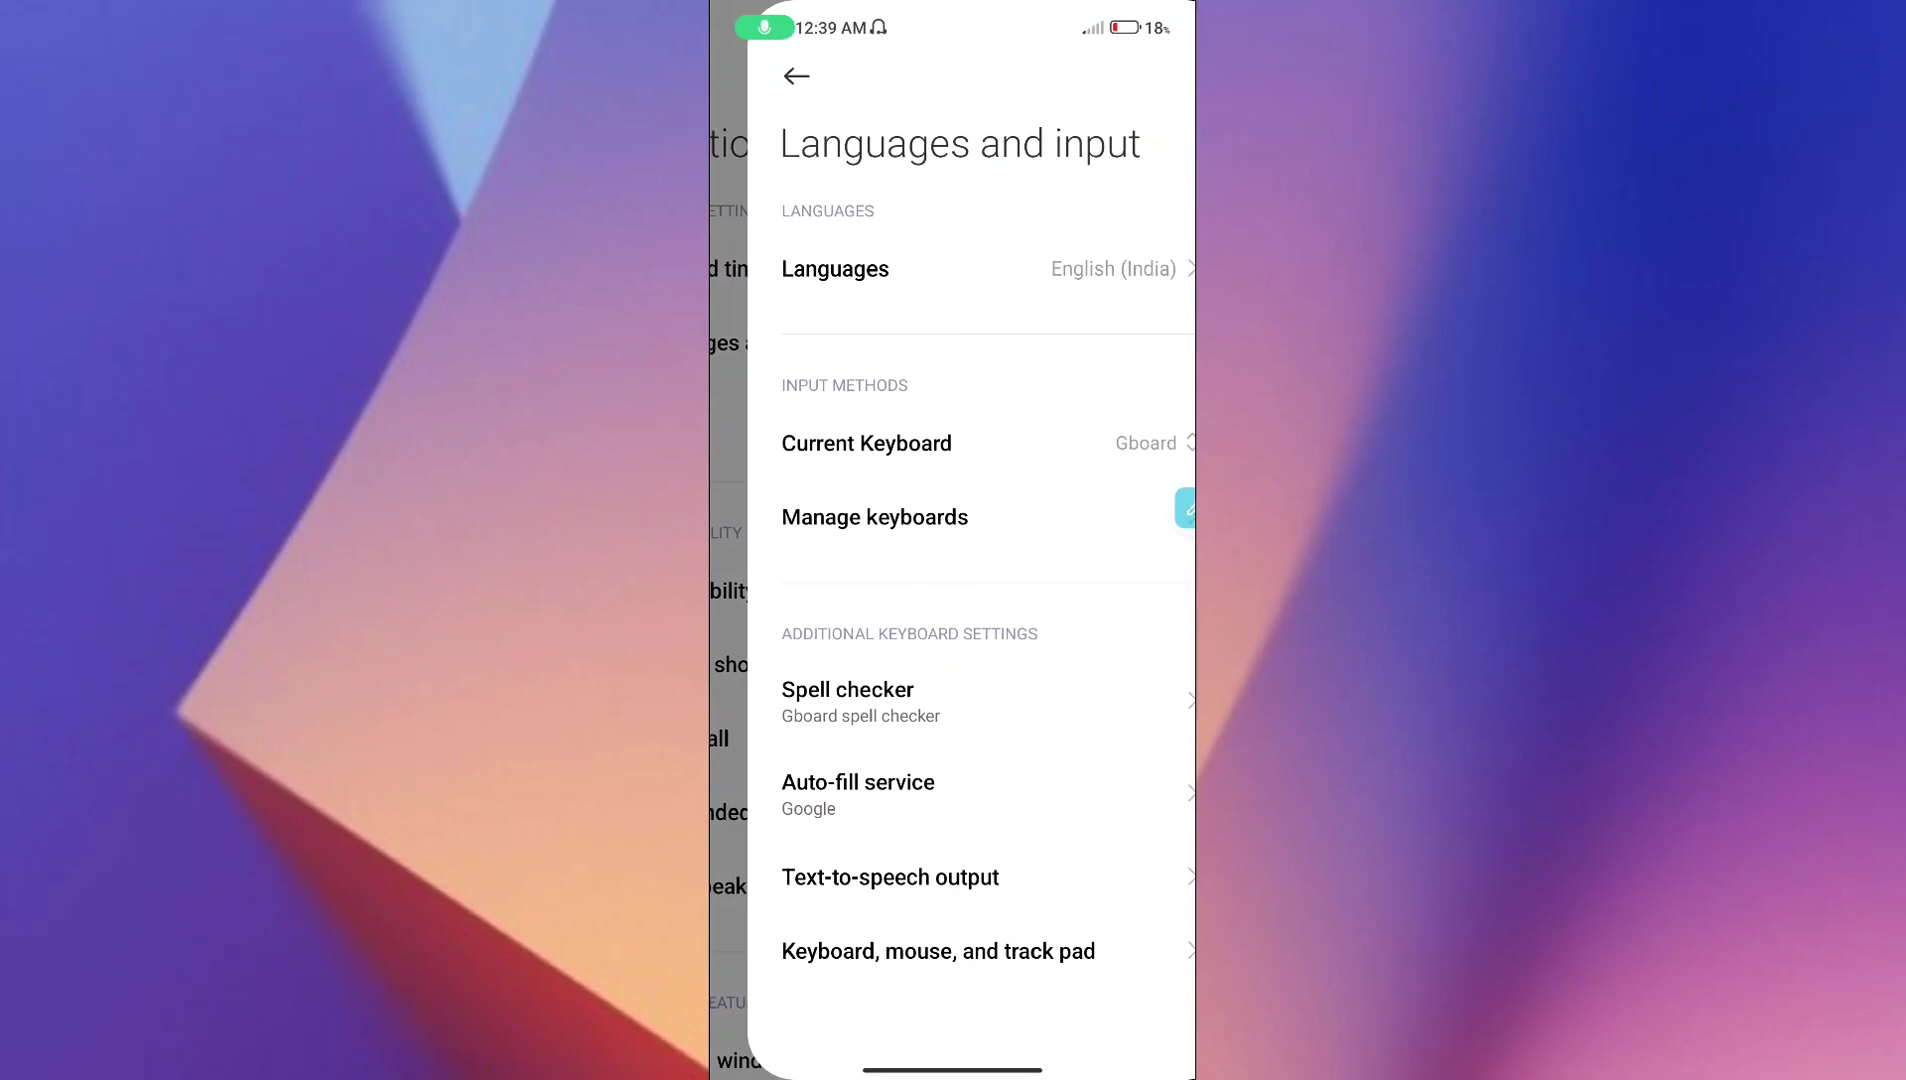 12:39 AM
18%
Languages and input
LANGUAGES
Languages
English (India)
INPUT METHODS
Current Keyboard
Gboard
Manage keyboards
ADDITIONAL KEYBOARD SETTINGS
Spell checker
Gboard spell checker
Auto-fill service
Google
Text-to-speech output
Keyboard, mouse, and track pad